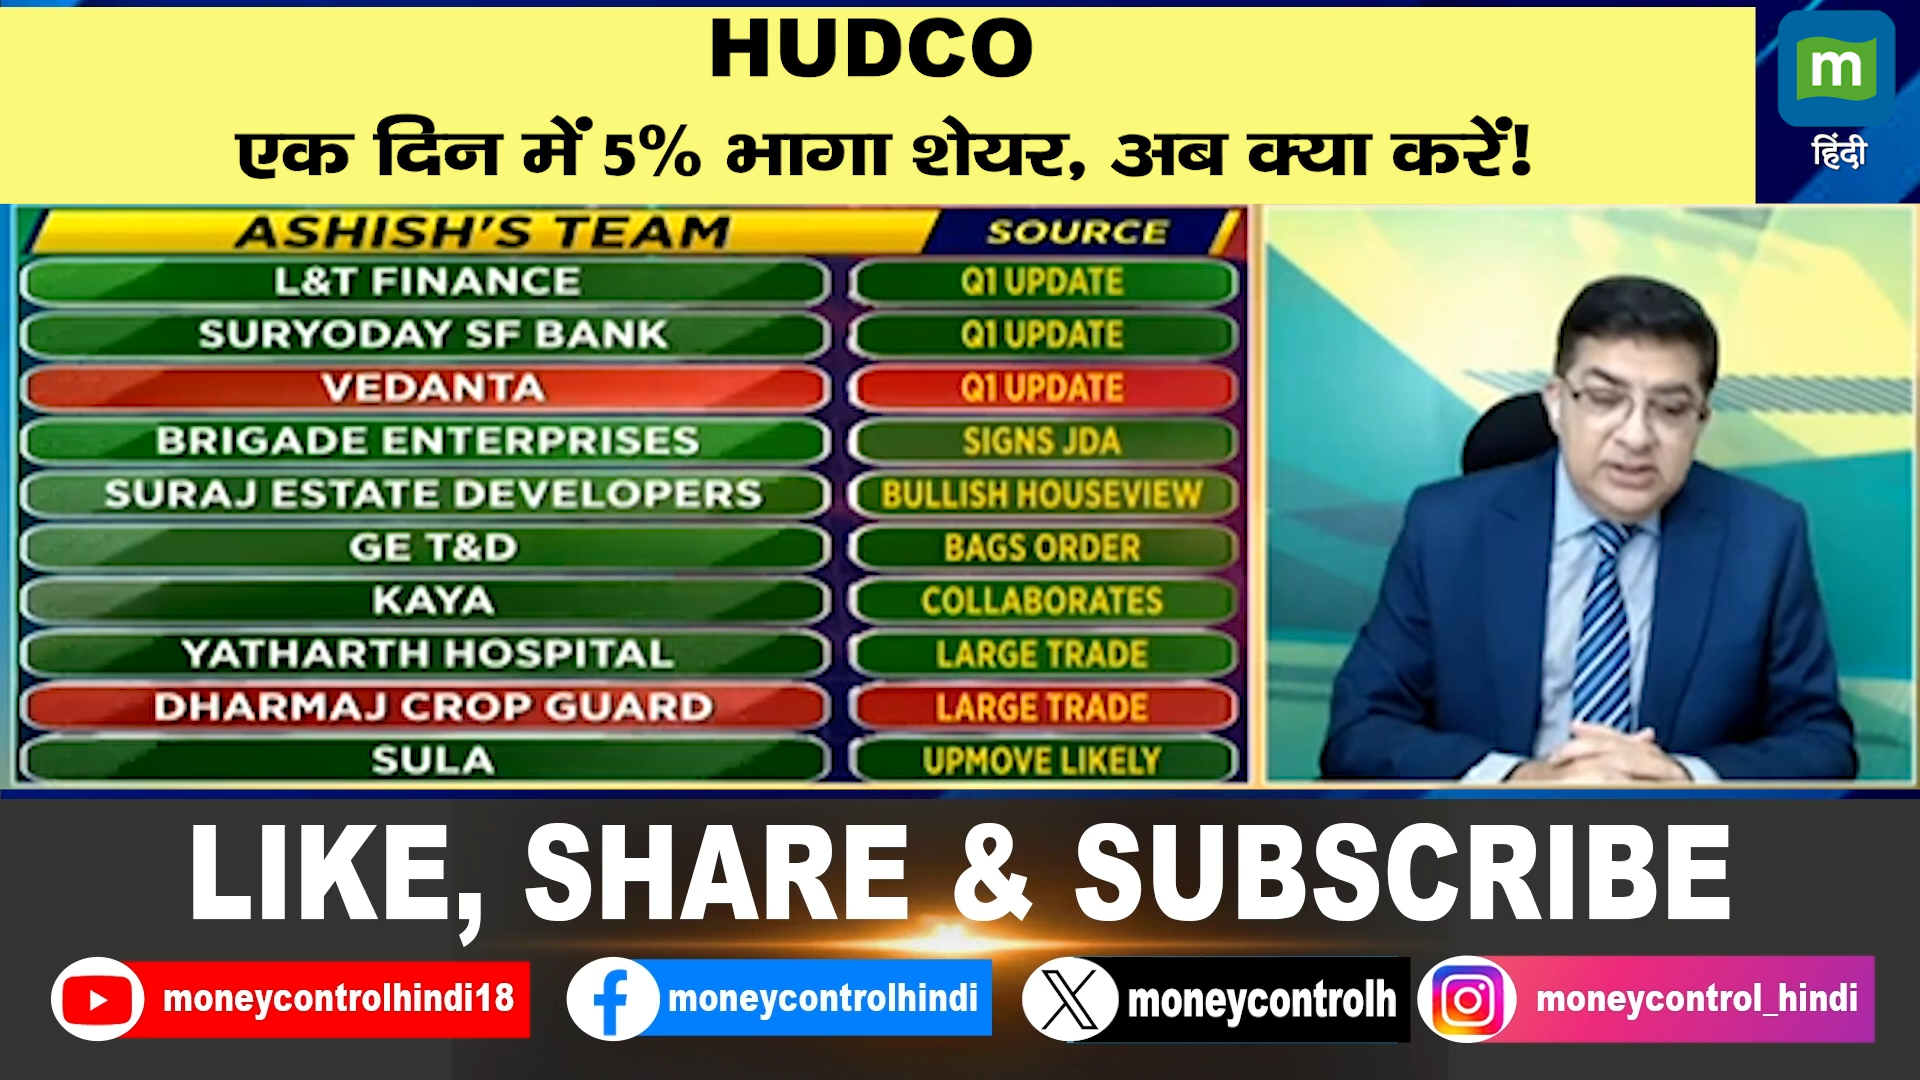 HUDCO
एक दिन में 5% भागा शेयर, अब क्या करें!
m
हिंदी
ASHISH'S TEAM SOURCE
L&T FINANCE Q1 UPDATE
SURYODAY SF BANK Q1 UPDATE
VEDANTA Q1 UPDATE
BRIGADE ENTERPRISES SIGNS JDA
SURAJ ESTATE DEVELOPERS BULLISH HOUSEVIEW
GE T&D BAGS ORDER
KAYA COLLABORATES
YATHARTH HOSPITAL LARGE TRADE
DHARMAJ CROP GUARD LARGE TRADE
SULA UPMOVE LIKELY
LIKE, SHARE & SUBSCRIBE
moneycontrolhindi18 moneycontrolhindi moneycontrolh moneycontrol_hindi